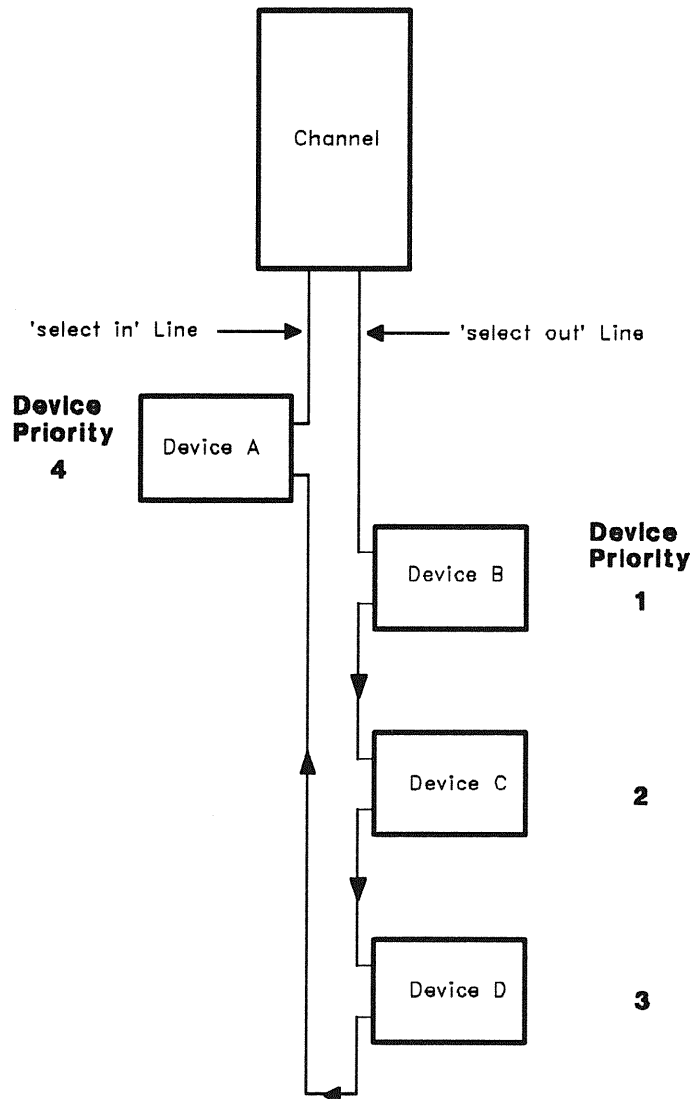 Channel
'select in' Line
'select out' Line
Device
Priority
4
Device A
Device B
Device
Priority
1
Device C
2
Device D
3